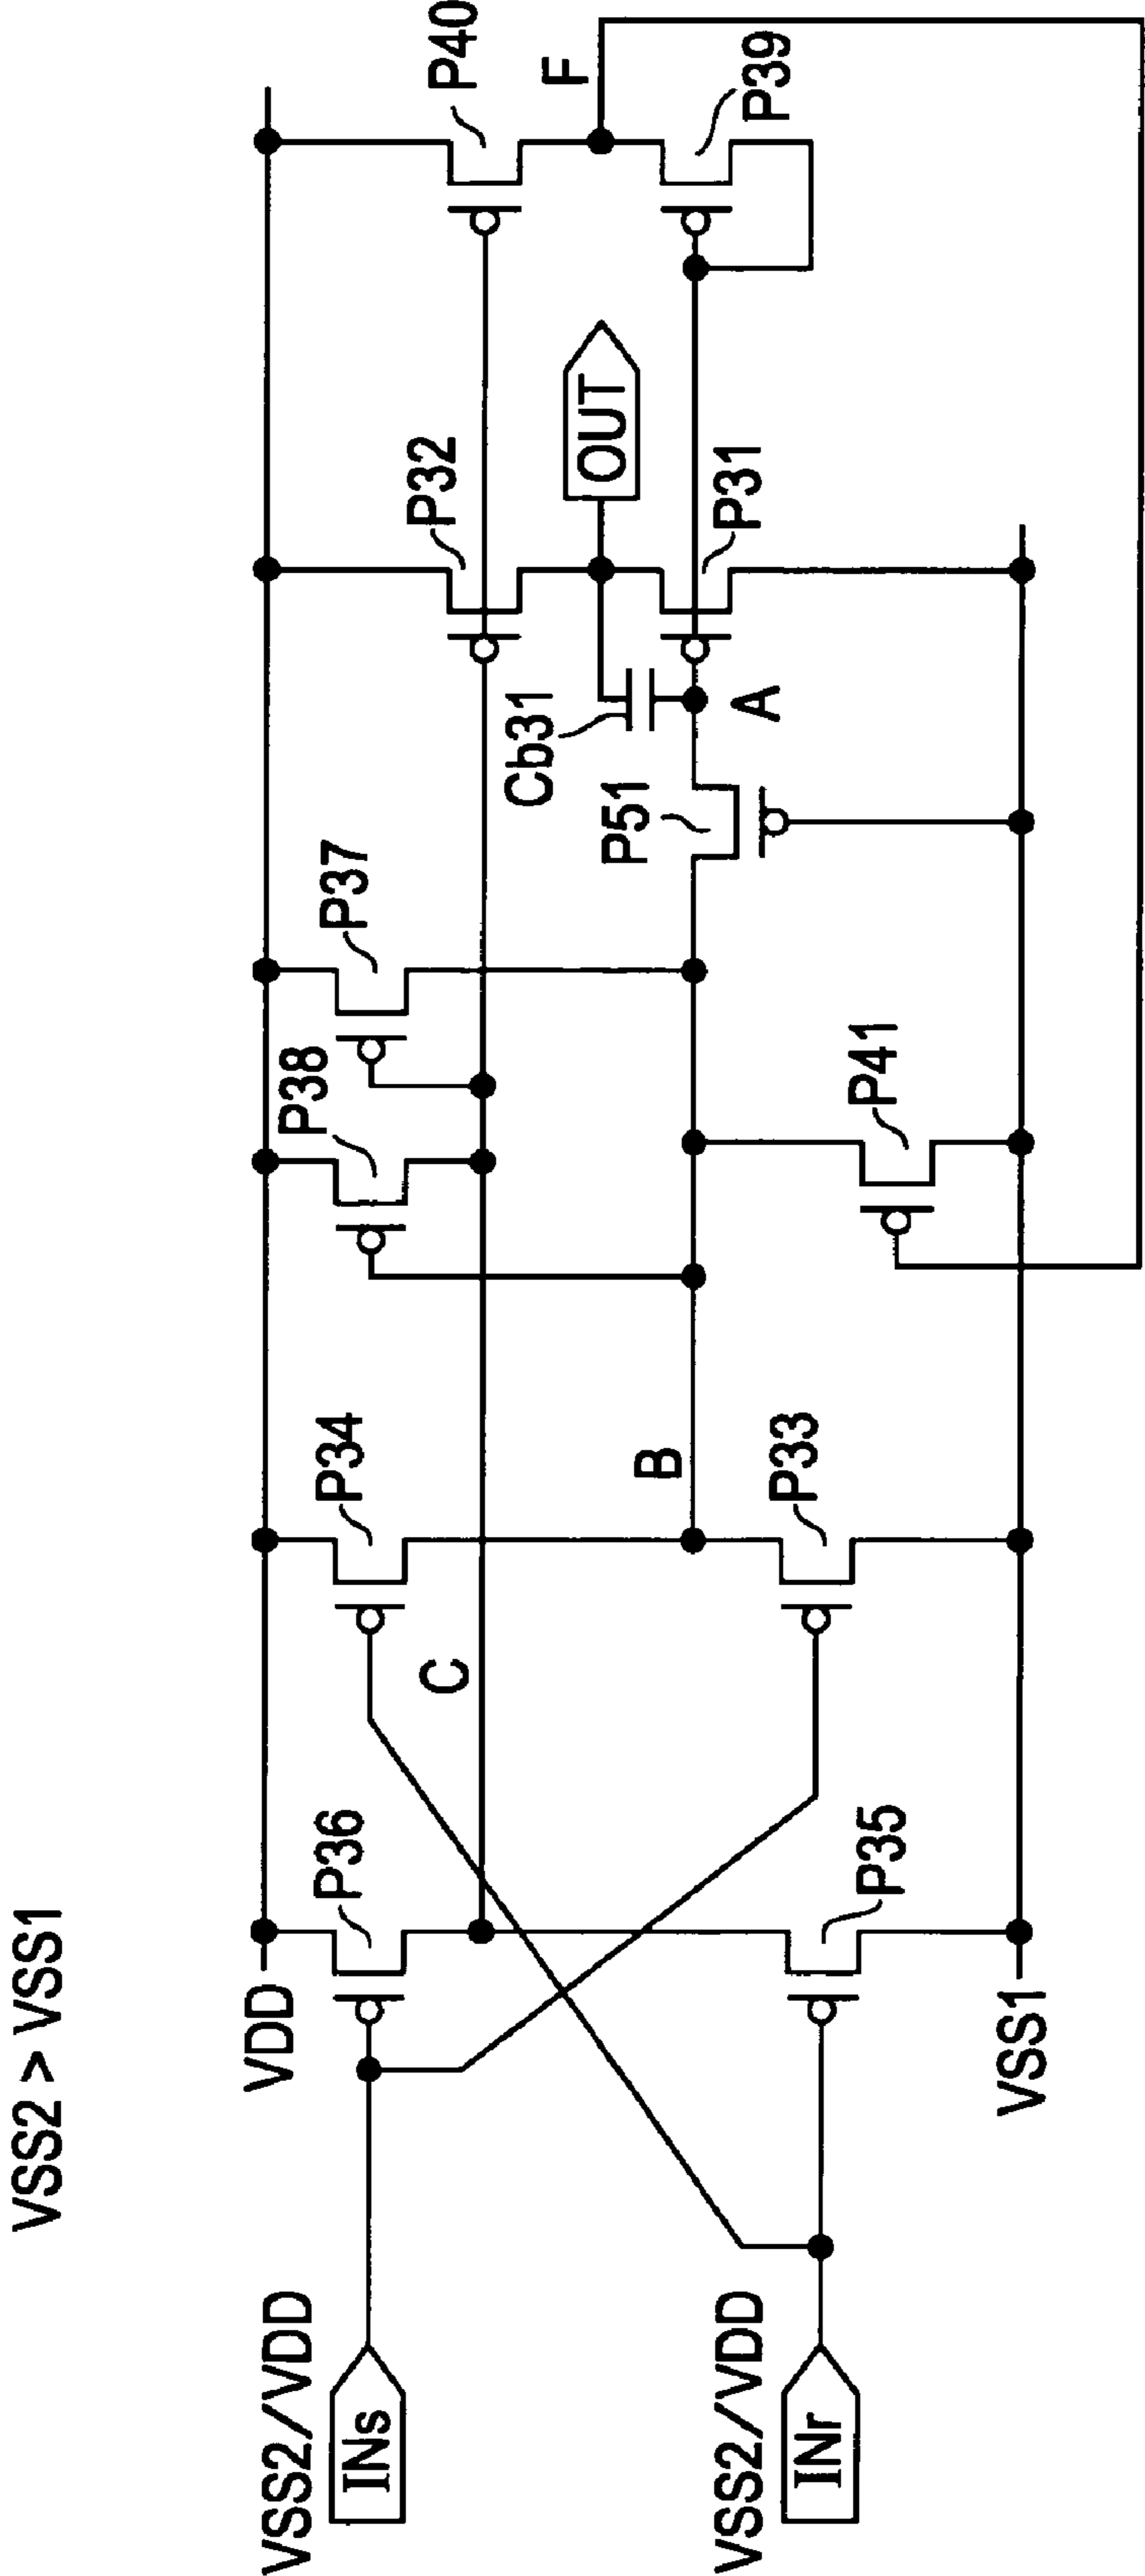 VSS2 > VSS1
VDD
VSS2/VDD
INs
VSS2/VDD
INr
VSS1
P36
P35
C
P34
P33
B
P38
P37
P41
P51
Cb31
A
P32
P31
OUT
P40
F
P39